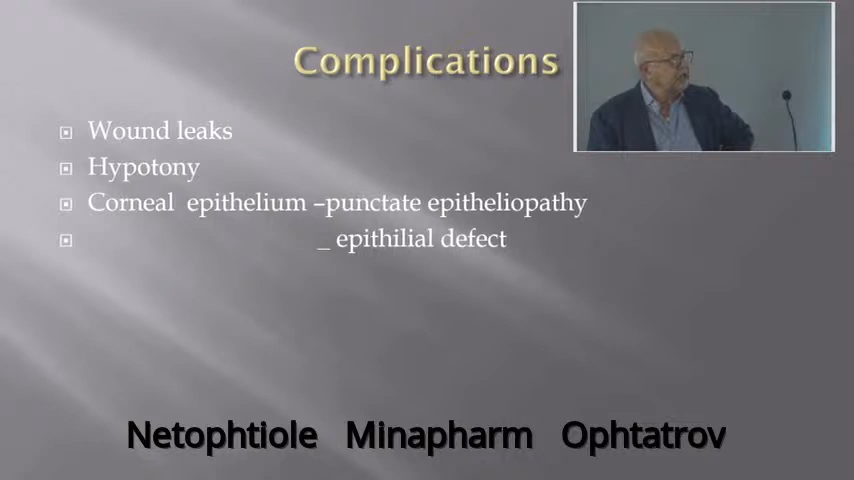 Complications
Wound leaks
Hypotony
Corneal epithelium –punctate epitheliopathy
_ epithilial defect
Netophtiole Minapharm Ophtatrov